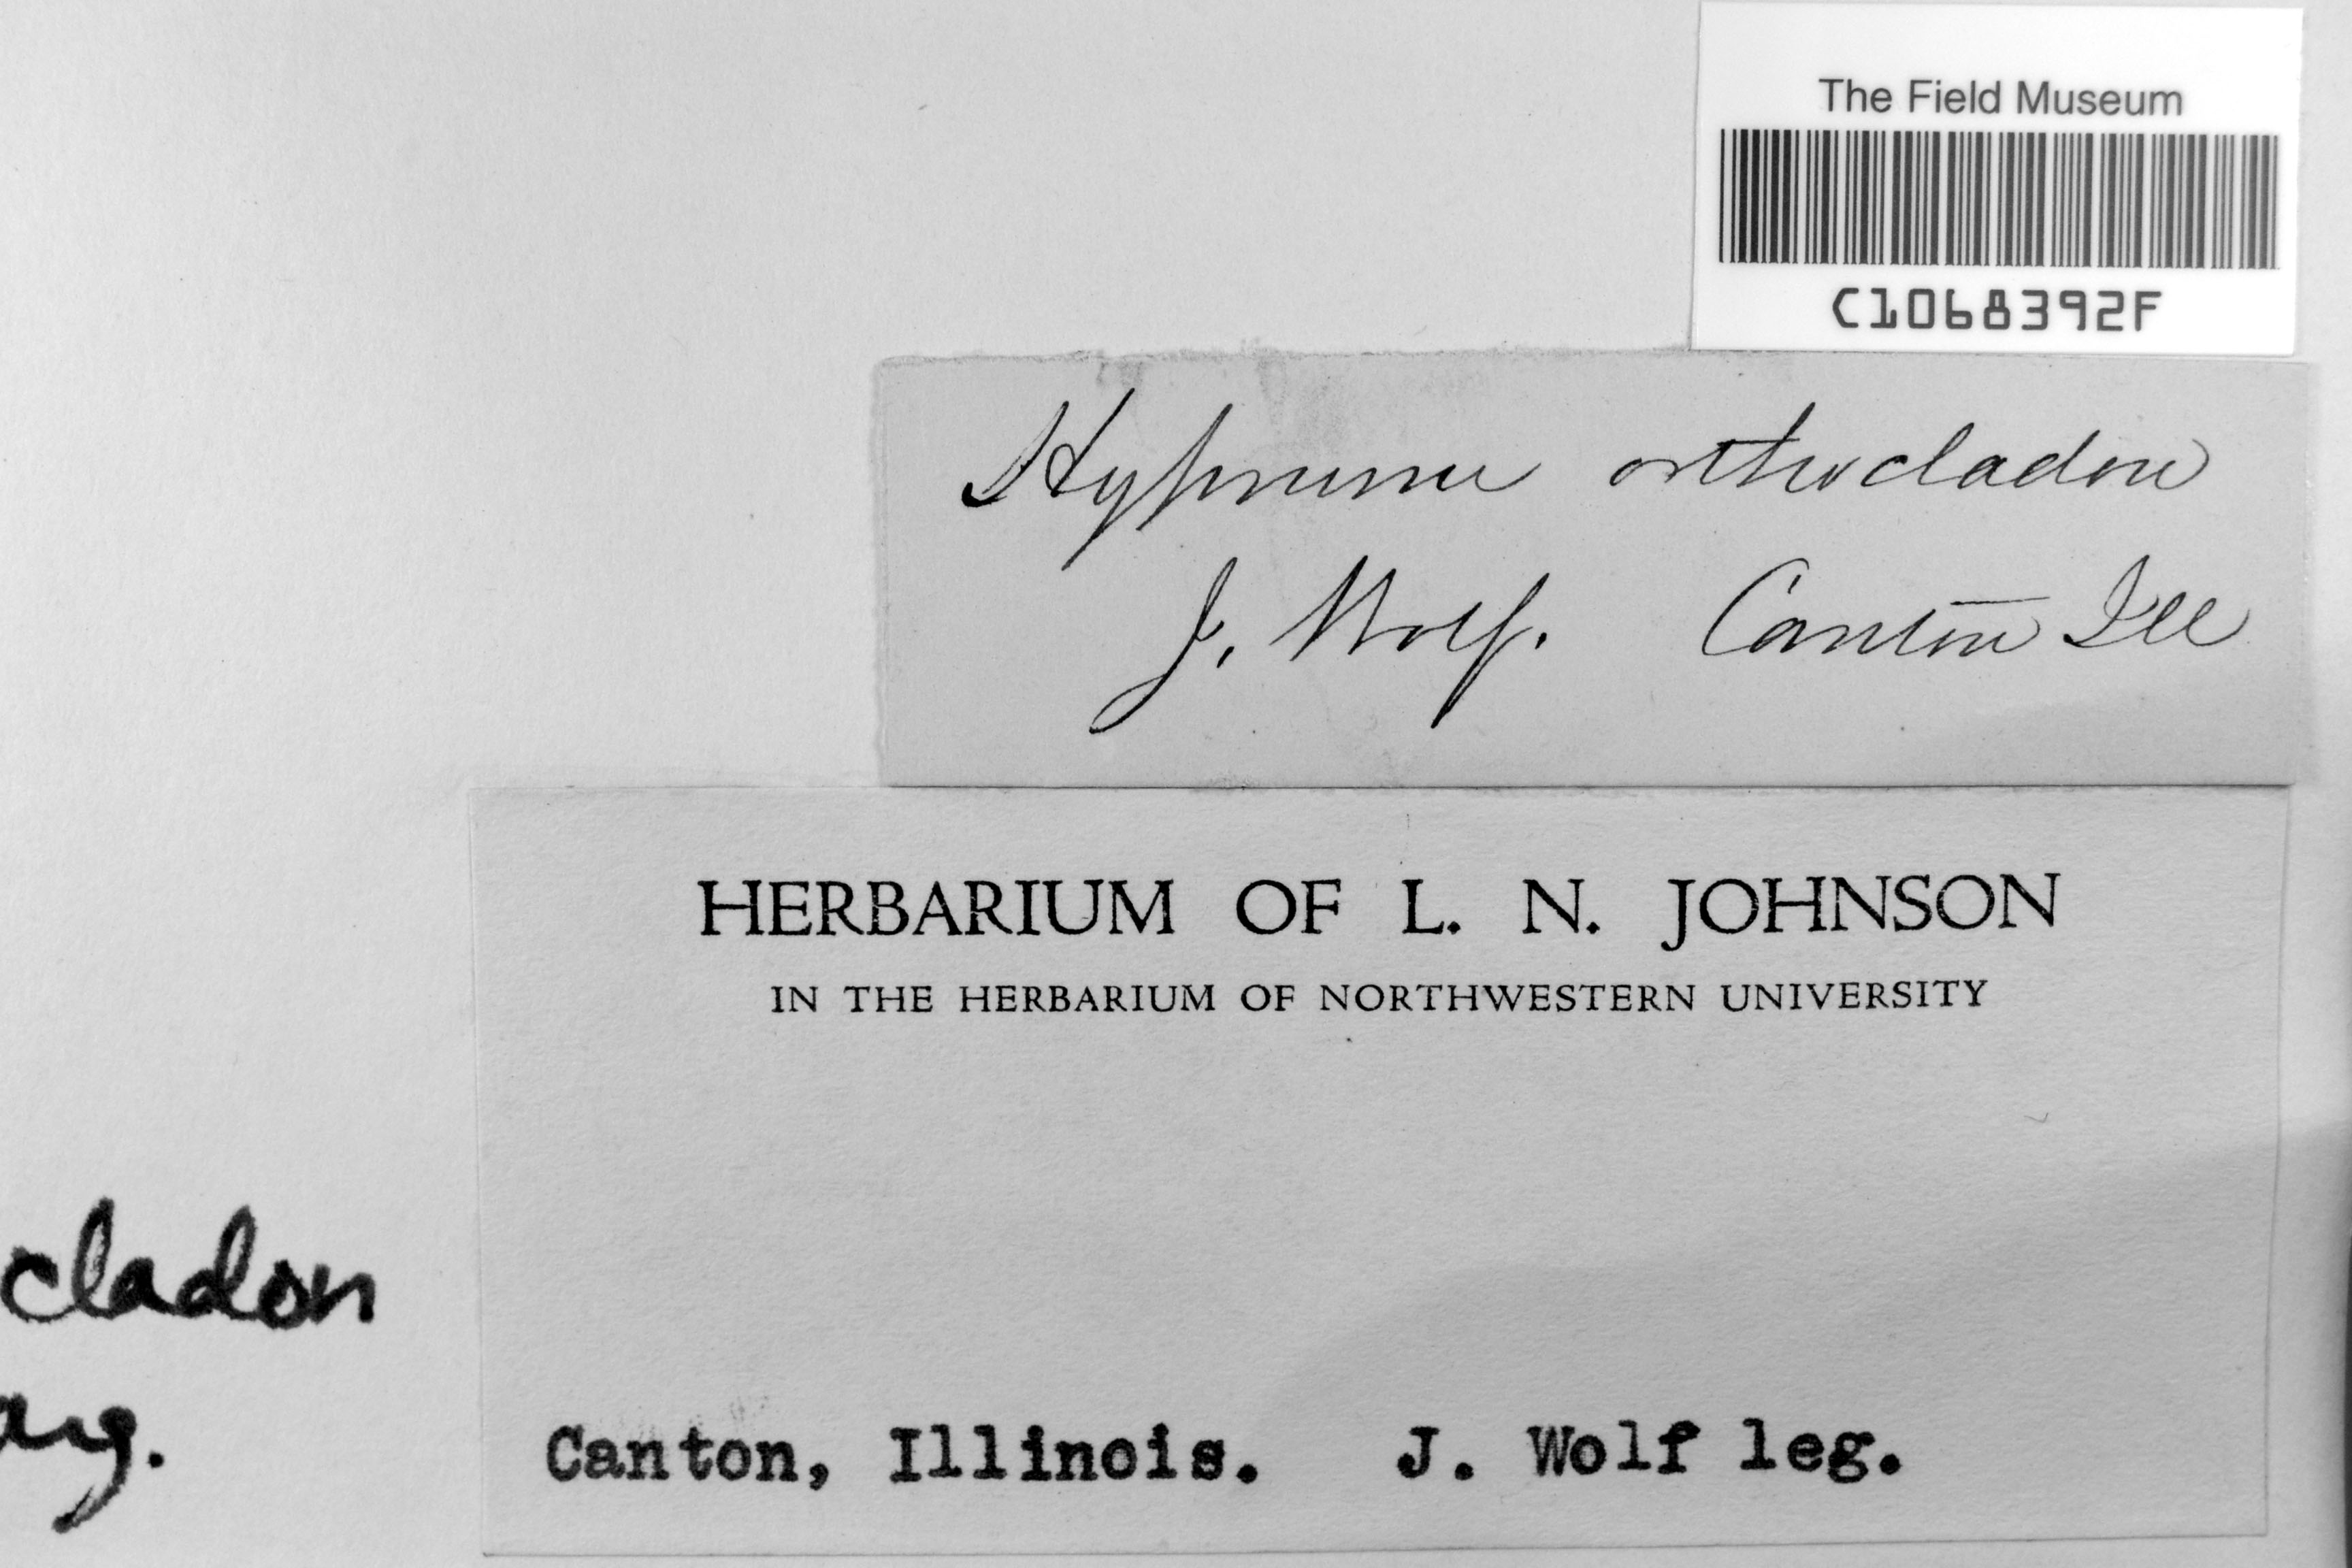 The Field Museum
C1068392F
Hypnum orthocladon
J. Wolf. Canton Ill
HERBARIUM OF L. N. JOHNSON
IN THE HERBARIUM OF NORTHWESTERN UNIVERSITY
cladon
arg.
Canton, Illinois. J. Wolf leg.